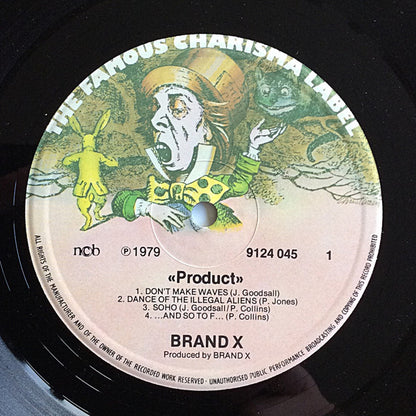 THE FAMOUS CHARISMA LABEL
ncb ℗ 1979 9124 045 1
«Product»
1. DON'T MAKE WAVES (J. Goodsall)
2. DANCE OF THE ILLEGAL ALIENS (P. Jones)
3. SOHO (J. Goodsall/P. Collins)
4. ...AND SO TO F... (P. Collins)
BRAND X
Produced by BRAND X
ALL RIGHTS OF THE MANUFACTURER AND OF THE OWNER OF THE RECORDED WORK RESERVED - UNAUTHORISED PUBLIC PERFORMANCE BROADCASTING AND COPYING OF THIS RECORD PROHIBITED